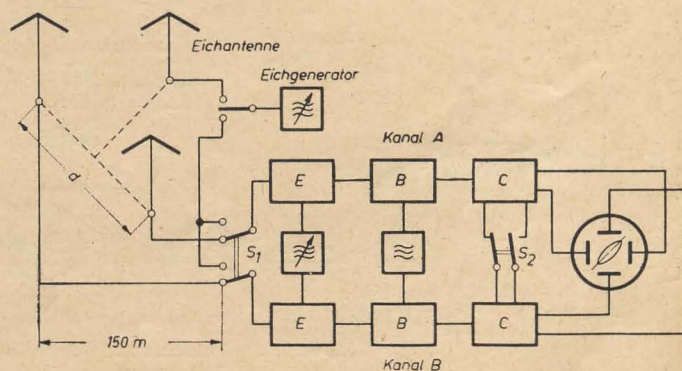 Eichantenne
Eichgenerator
Kanal A
d
E
B
C
S1
S2
E
B
C
150 m
Kanal B